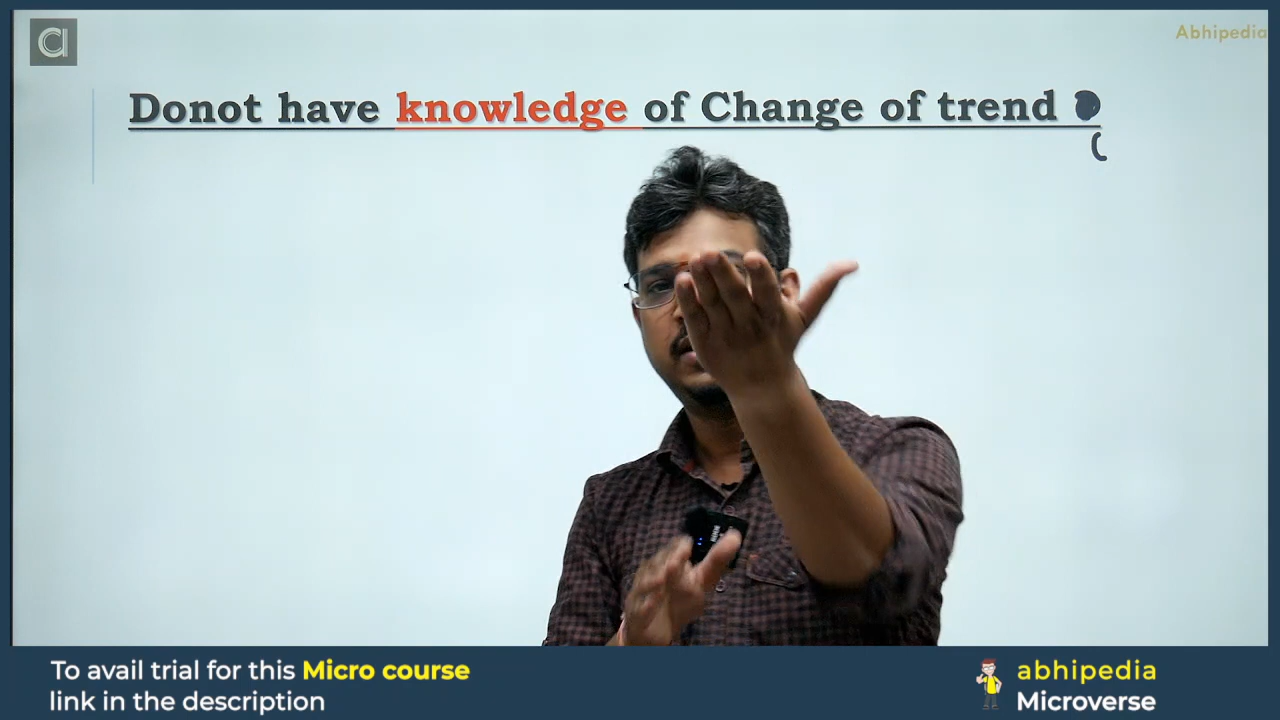 Abhipedia
Donot have knowledge of Change of trend
To avail trial for this Micro course
link in the description
abhipedia
Microverse